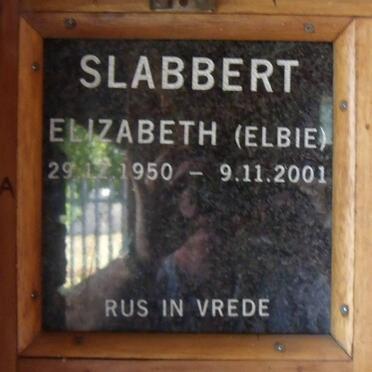 SLABBERT
ELIZABETH (ELBIE)
29.12.1950 – 9.11.2001
RUS IN VREDE
A